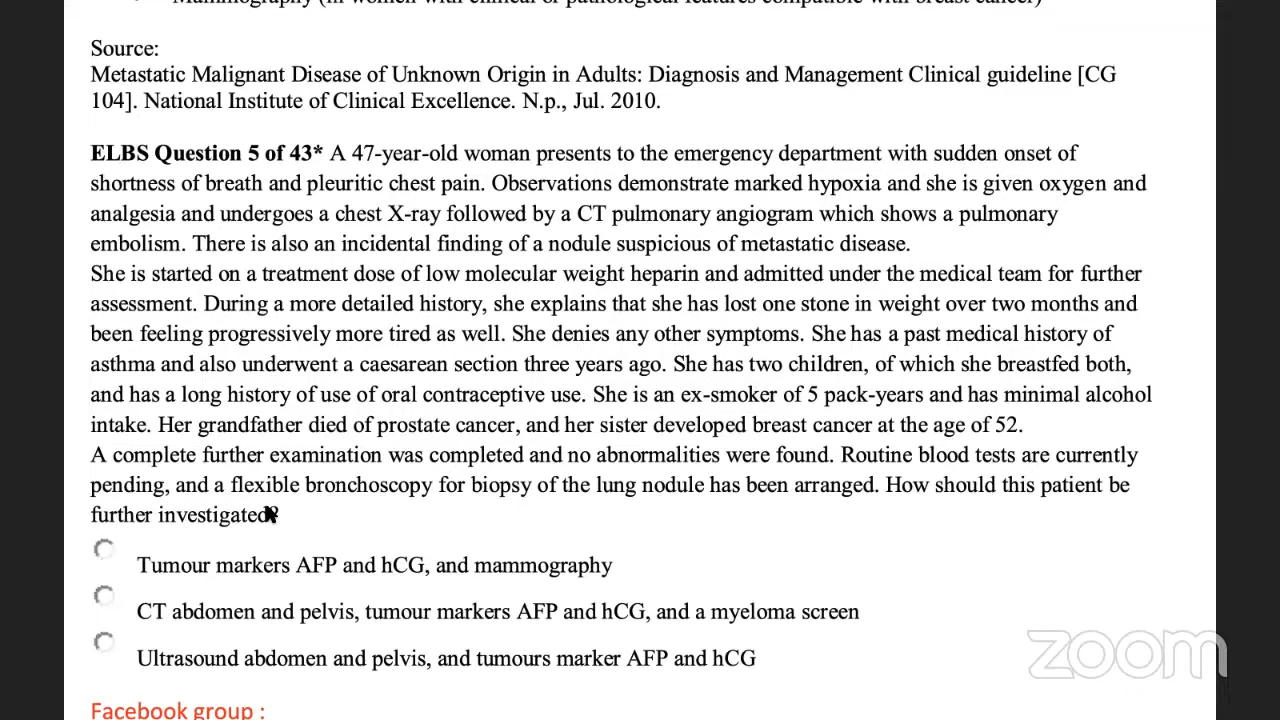 Mammography (in women with clinical or pathological features compatible with breast cancer)
Source:
Metastatic Malignant Disease of Unknown Origin in Adults: Diagnosis and Management Clinical guideline [CG
104]. National Institute of Clinical Excellence. N.p., Jul. 2010.
ELBS Question 5 of 43* A 47-year-old woman presents to the emergency department with sudden onset of
shortness of breath and pleuritic chest pain. Observations demonstrate marked hypoxia and she is given oxygen and
analgesia and undergoes a chest X-ray followed by a CT pulmonary angiogram which shows a pulmonary
embolism. There is also an incidental finding of a nodule suspicious of metastatic disease.
She is started on a treatment dose of low molecular weight heparin and admitted under the medical team for further
assessment. During a more detailed history, she explains that she has lost one stone in weight over two months and
been feeling progressively more tired as well. She denies any other symptoms. She has a past medical history of
asthma and also underwent a caesarean section three years ago. She has two children, of which she breastfed both,
and has a long history of use of oral contraceptive use. She is an ex-smoker of 5 pack-years and has minimal alcohol
intake. Her grandfather died of prostate cancer, and her sister developed breast cancer at the age of 52.
A complete further examination was completed and no abnormalities were found. Routine blood tests are currently
pending, and a flexible bronchoscopy for biopsy of the lung nodule has been arranged. How should this patient be
further investigated?
Tumour markers AFP and hCG, and mammography
CT abdomen and pelvis, tumour markers AFP and hCG, and a myeloma screen
Ultrasound abdomen and pelvis, and tumours marker AFP and hCG
zoom
Facebook group :